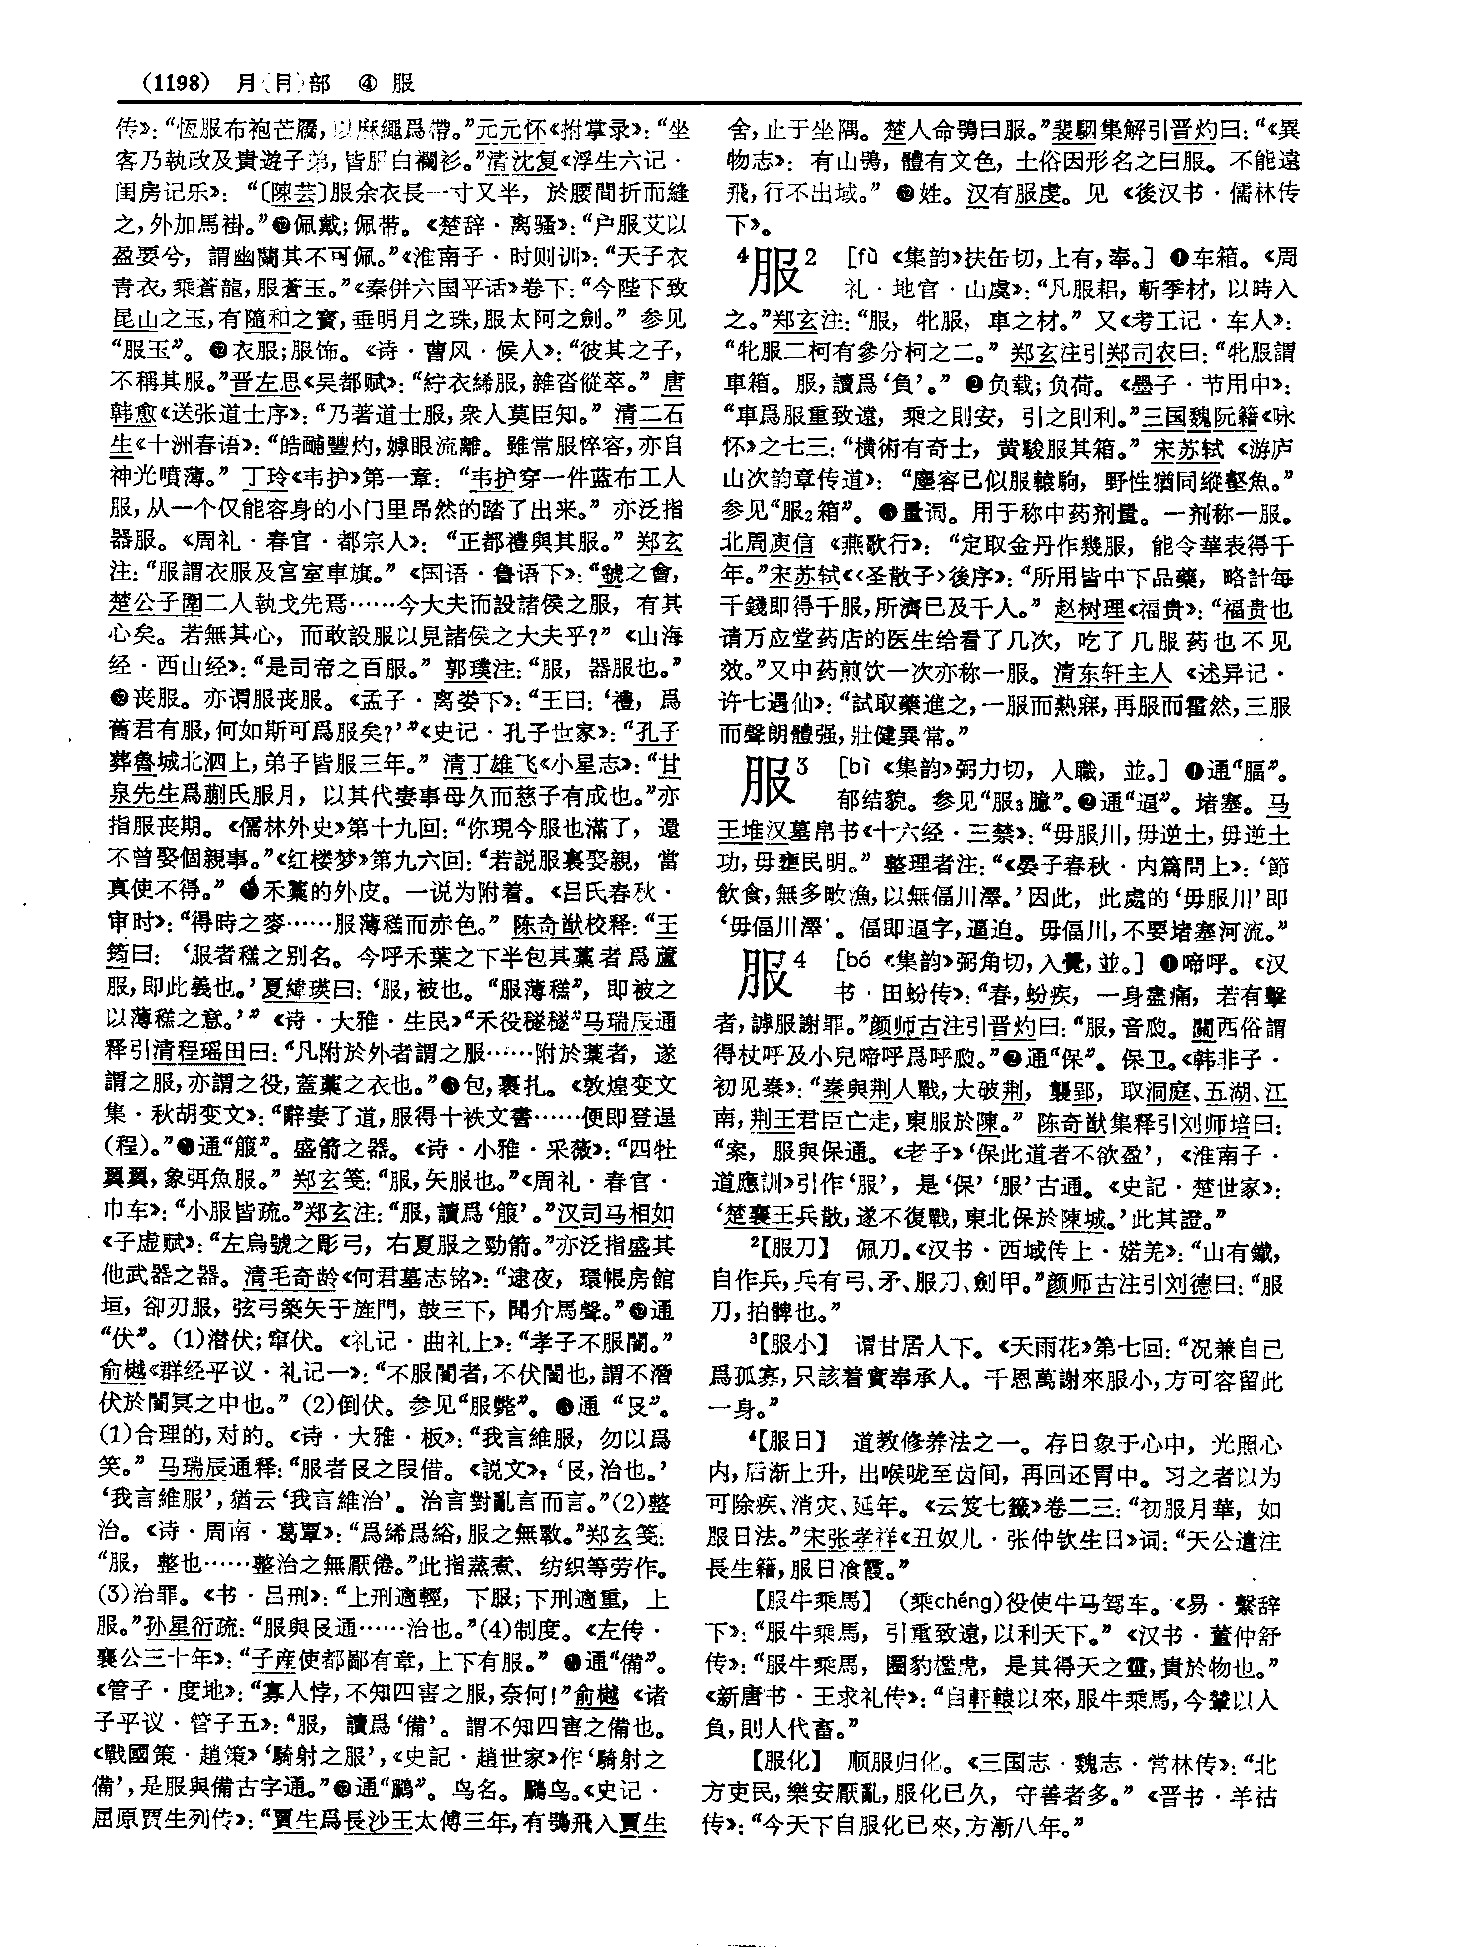 (1198) 月(⺝)部 ④ 服
传》：“恆服布袍芒屩，以麻繩爲帶。”元元怀《拊掌录》：“坐
客乃執政及貴遊子弟，皆服白襴衫。”清沈复《浮生六记·
闺房记乐》：“〔陳芸〕服余衣長一寸又半，於腰間折而縫
之，外加馬褂。”⓬佩戴；佩带。《楚辞·离骚》：“户服艾以
盈要兮，謂幽蘭其不可佩。”《淮南子·时则训》：“天子衣
青衣，乘蒼龍，服蒼玉。”《秦併六国平话》卷下：“今陛下致
昆山之玉，有隨和之寶，垂明月之珠，服太阿之劍。” 参见
“服玉”。⓭衣服；服饰。《诗·曹风·候人》：“彼其之子，
不稱其服。”晋左思《吴都赋》：“紵衣絺服，雜沓傱萃。” 唐
韩愈《送张道士序》：“乃著道士服，衆人莫臣知。” 清二石
生《十洲春语》：“皓酺豐灼，嫭眼流離。雖常服悴容，亦自
神光噴薄。” 丁玲《韦护》第一章：“韦护穿一件蓝布工人
服，从一个仅能容身的小门里昂然的踏了出来。” 亦泛指
器服。《周礼·春官·都宗人》：“正都禮與其服。” 郑玄
注：“服謂衣服及宫室車旗。”《国语·鲁语下》：“虢之會，
楚公子圍二人執戈先焉……今大夫而設諸侯之服，有其
心矣。若無其心，而敢設服以見諸侯之大夫乎？”《山海
经·西山经》：“是司帝之百服。” 郭璞注：“服，器服也。”
⓮丧服。亦谓服丧服。《孟子·离娄下》：“王曰：‘禮，爲
舊君有服，何如斯可爲服矣？’”《史记·孔子世家》：“孔子
葬魯城北泗上，弟子皆服三年。” 清丁雄飞《小星志》：“甘
泉先生爲蒯氏服月，以其代妻事母久而慈子有成也。”亦
指服丧期。《儒林外史》第十九回：“你現今服也滿了，還
不曾娶個親事。”《红楼梦》第九六回：“若説服裏娶親，當
真使不得。” ⓯禾藁的外皮。一说为附着。《吕氏春秋·
审时》：“得時之麥……服薄糕而赤色。” 陈奇猷校释：“王
筠曰：‘服者糕之别名。今呼禾葉之下半包其藁者爲蘆
服，即此義也。’夏緯瑛曰：‘服，被也。“服薄糕”，即被之
以薄糕之意。’”《诗·大雅·生民》“禾役穟穟”马瑞辰通
释引清程瑶田曰：“凡附於外者謂之服……附於藁者，遂
謂之服，亦謂之役，蓋藁之衣也。”⓰包，裹扎。《敦煌变文
集·秋胡变文》：“辭妻了道，服得十袟文書……便即登逞
(程)。”⓱通“箙”。盛箭之器。《诗·小雅·采薇》：“四牡
翼翼，象弭魚服。” 郑玄笺：“服，矢服也。”《周礼·春官·
巾车》：“小服皆疏。”郑玄注：“服，讀爲‘箙’。”汉司马相如
《子虚赋》：“左烏號之彫弓，右夏服之勁箭。”亦泛指盛其
他武器之器。清毛奇龄《何君墓志铭》：“逮夜，環帳房館
垣，卻刃服，弦弓築矢于旌門，鼓三下，聞介馬聲。”⓲通
“伏”。(1)潜伏；窜伏。《礼记·曲礼上》：“孝子不服闇。”
俞樾《群经平议·礼记一》：“不服闇者，不伏闇也，謂不潛
伏於闇冥之中也。” (2)倒伏。参见“服斃”。⓳通“𠬝”。
(1)合理的，对的。《诗·大雅·板》：“我言維服，勿以爲
笑。” 马瑞辰通释：“服者𠬝之叚借。《説文》：‘𠬝，治也。’
‘我言維服’，猶云‘我言維治’。治言對亂言而言。”(2)整
治。《诗·周南·葛覃》：“爲絺爲綌，服之無斁。”郑玄笺：
“服，整也……整治之無厭倦。”此指蒸煮、纺织等劳作。
(3)治罪。《书·吕刑》：“上刑適輕，下服；下刑適重，上
服。”孙星衍疏：“服與𠬝通……治也。”(4)制度。《左传·
襄公三十年》：“子産使都鄙有章，上下有服。” ⓴通“備”。
《管子·度地》：“寡人悖，不知四害之服，奈何！”俞樾《诸
子平议·管子五》：“服，讀爲‘備’。謂不知四害之備也。
《戰國策·趙策》‘騎射之服’，《史記·趙世家》作‘騎射之
備’，是服與備古字通。”㉑通“鵩”。鸟名。鵩鸟。《史记·
屈原贾生列传》：“賈生爲長沙王太傅三年，有鴞飛入賈生
舍，止于坐隅。楚人命鴞曰服。”裴駰集解引晋灼曰：“《異
物志》：有山鴞，體有文色，土俗因形名之曰服。不能遠
飛，行不出域。” ㉒姓。汉有服虔。见《後汉书·儒林传
下》。
⁴服2 [fù 《集韵》扶缶切，上有，奉。] ❶车箱。《周
礼·地官·山虞》：“凡服耜，斬季材，以時入
之。”郑玄注：“服，牝服，車之材。” 又《考工记·车人》：
“牝服二柯有參分柯之二。” 郑玄注引郑司农曰：“牝服謂
車箱。服，讀爲‘負’。” ❷负载；负荷。《墨子·节用中》：
“車爲服重致遠，乘之則安，引之則利。”三国魏阮籍《咏
怀》之七三：“横術有奇士，黄駿服其箱。” 宋苏轼《游庐
山次韵章传道》：“塵容已似服轅駒，野性猶同縱壑魚。”
参见“服2箱”。❸量词。用于称中药剂量。一剂称一服。
北周庾信《燕歌行》：“定取金丹作幾服，能令華表得千
年。”宋苏轼《〈圣散子〉後序》：“所用皆中下品藥，略計每
千錢即得千服，所濟已及千人。” 赵树理《福贵》：“福贵也
请万应堂药店的医生给看了几次，吃了几服药也不见
效。”又中药煎饮一次亦称一服。清东轩主人《述异记·
许七遇仙》：“試取藥進之，一服而熟寐，再服而霍然，三服
而聲朗體强，壯健異常。”
服3 [bì 《集韵》弼力切，入職，並。] ❶通“腷”。
郁结貌。参见“服3臆”。❷通“逼”。堵塞。马
王堆汉墓帛书《十六经·三禁》：“毋服川，毋逆土，毋逆土
功，毋壅民明。” 整理者注：“《晏子春秋·内篇問上》：‘節
飲食，無多畋漁，以無偪川澤。’因此，此處的‘毋服川’即
‘毋偪川澤’。偪即逼字，逼迫。毋偪川，不要堵塞河流。”
服4 [bó 《集韵》弼角切，入覺，並。] ❶啼呼。《汉
书·田蚡传》：“春，蚡疾，一身盡痛，若有擊
者，謼服謝罪。”颜师古注引晋灼曰：“服，音瓝。關西俗謂
得杖呼及小兒啼呼爲呼瓝。”❷通“保”。保卫。《韩非子·
初见秦》：“秦與荆人戰，大破荆，襲郢，取洞庭、五湖、江
南，荆王君臣亡走，東服於陳。” 陈奇猷集释引刘师培曰：
“案，服與保通。《老子》‘保此道者不欲盈’，《淮南子·
道應訓》引作‘服’，是‘保’‘服’古通。《史記·楚世家》：
‘楚襄王兵散，遂不復戰，東北保於陳城。’此其證。”
²【服刀】 佩刀。《汉书·西域传上·婼羌》：“山有鐵，
自作兵，兵有弓、矛、服刀、劍甲。”颜师古注引刘德曰：“服
刀，拍髀也。”
³【服小】 谓甘居人下。《天雨花》第七回：“况兼自己
爲孤寡，只該着實奉承人。千恩萬謝來服小，方可容留此
一身。”
⁴【服日】 道教修养法之一。存日象于心中，光照心
内，后渐上升，出喉咙至齿间，再回还胃中。习之者以为
可除疾、消灾、延年。《云笈七籤》卷二三：“初服月華，如
服日法。”宋张孝祥《丑奴儿·张仲钦生日》词：“天公遣注
長生籍，服日飡霞。”
【服牛乘馬】 (乘chéng)役使牛马驾车。《易·繫辞
下》：“服牛乘馬，引重致遠，以利天下。”《汉书·董仲舒
传》：“服牛乘馬，圈豹檻虎，是其得天之靈，貴於物也。”
《新唐书·王求礼传》：“自軒轅以來，服牛乘馬，今輦以人
負，則人代畜。”
【服化】 顺服归化。《三国志·魏志·常林传》：“北
方吏民，樂安厭亂，服化已久，守善者多。”《晋书·羊祜
传》：“今天下自服化已來，方漸八年。”